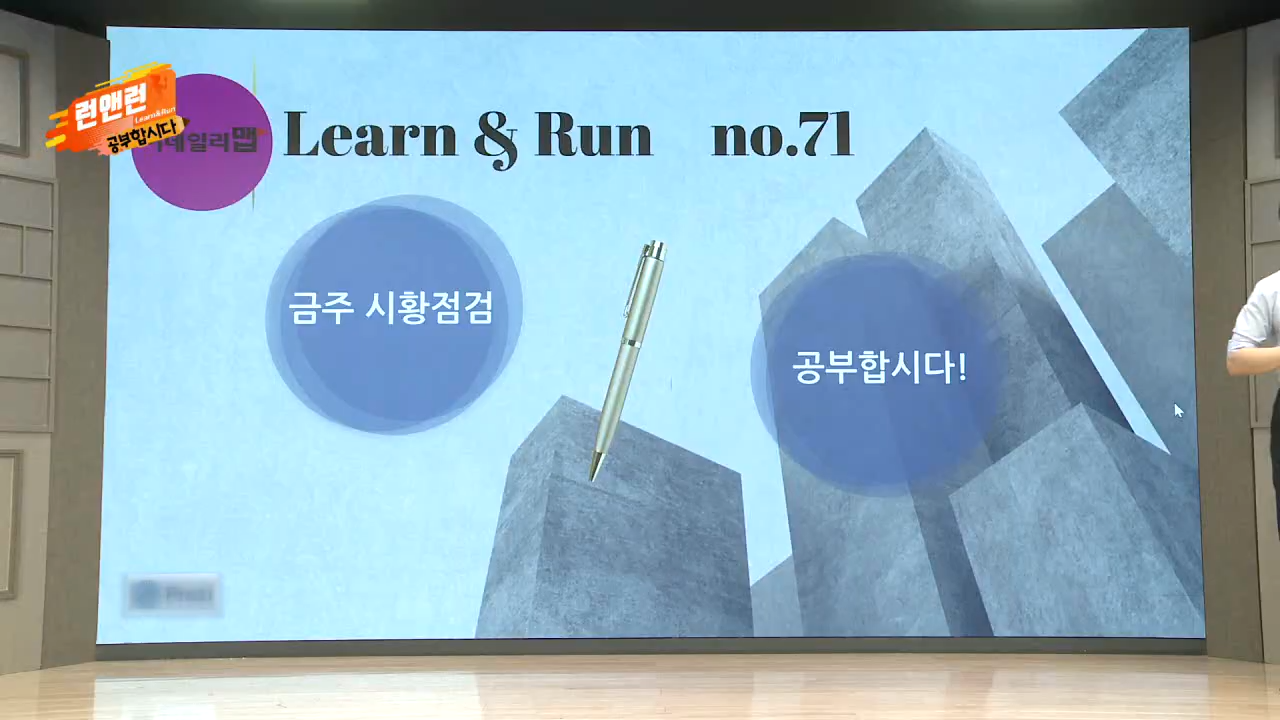 런앤런
Learn&Run
공부합시다
데일리맵
Learn & Run no.71
금주 시황점검
공부합시다!